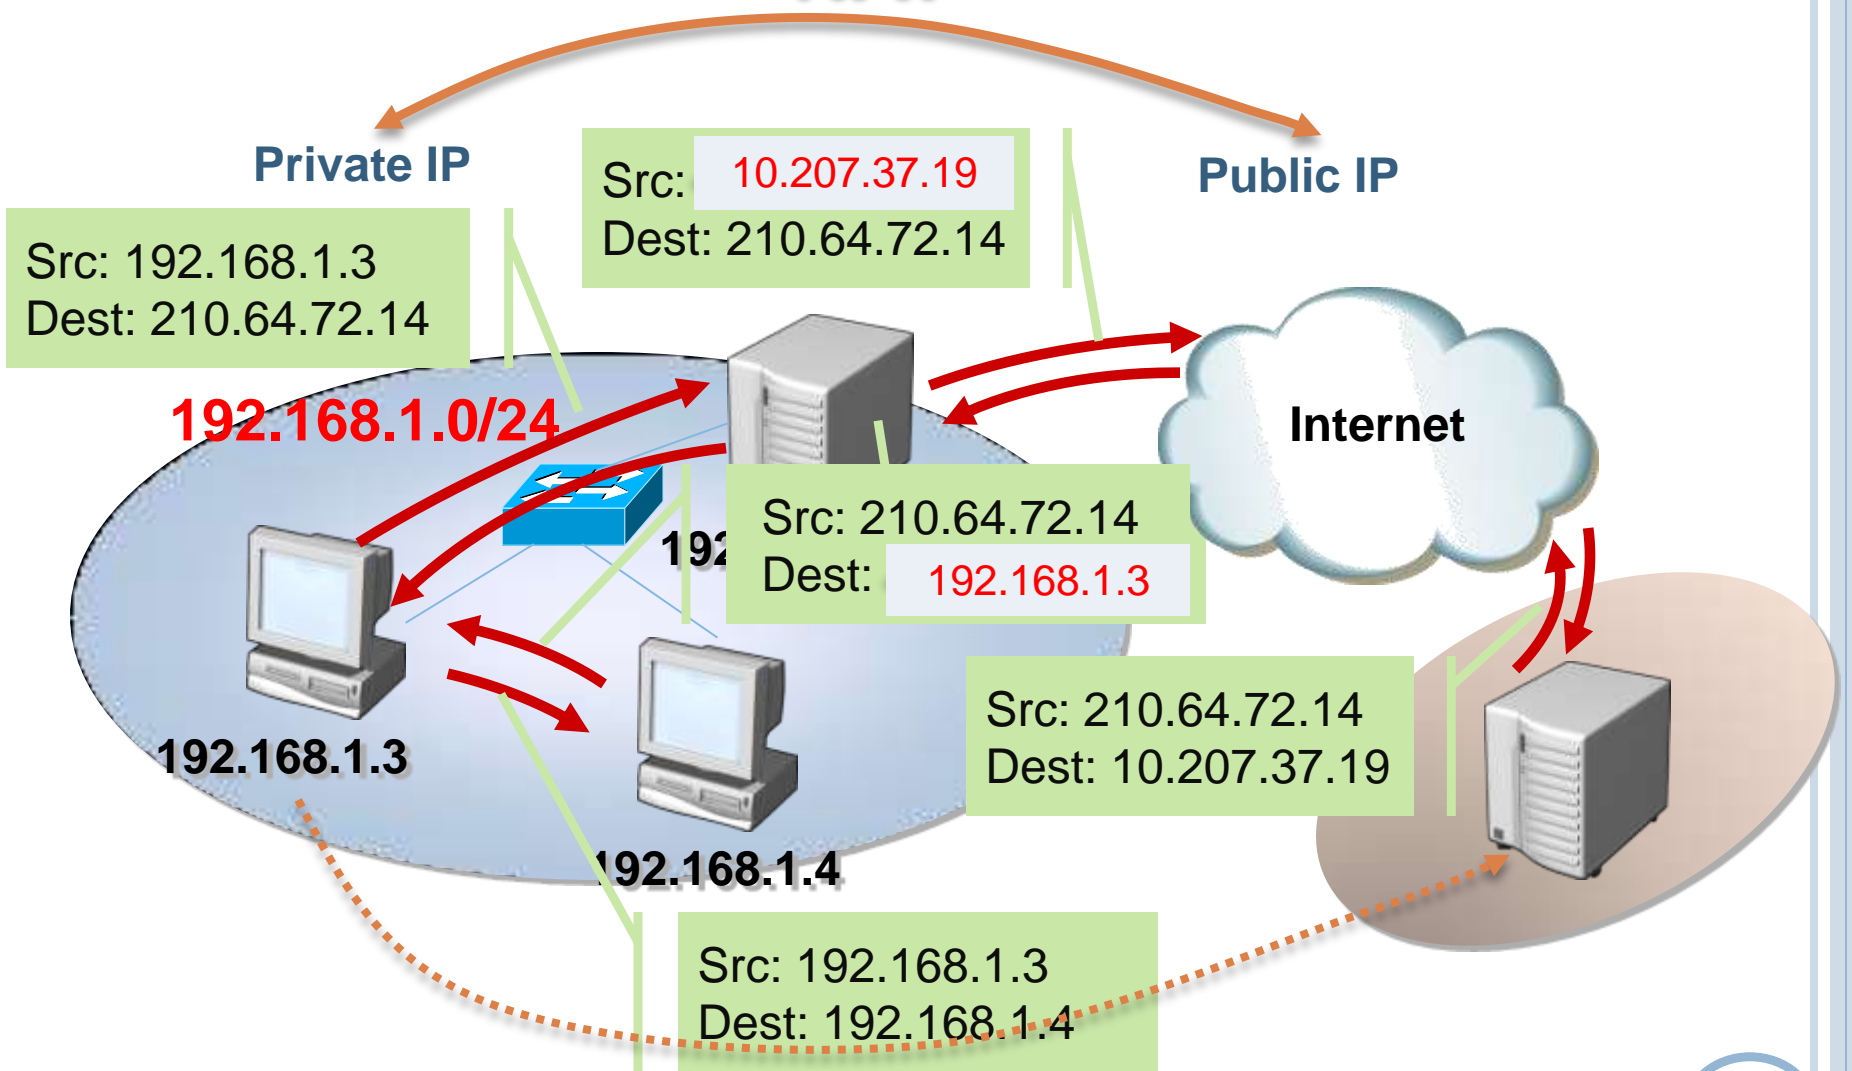 Private IP
Public IP
Src: 10.207.37.19
Dest: 210.64.72.14
Src: 192.168.1.3
Dest: 210.64.72.14
192.168.1.0/24
Internet
Src: 210.64.72.14
Dest: 192.168.1.3
Src: 210.64.72.14
Dest: 10.207.37.19
192.168.1.3
192.168.1.4
Src: 192.168.1.3
Dest: 192.168.1.4